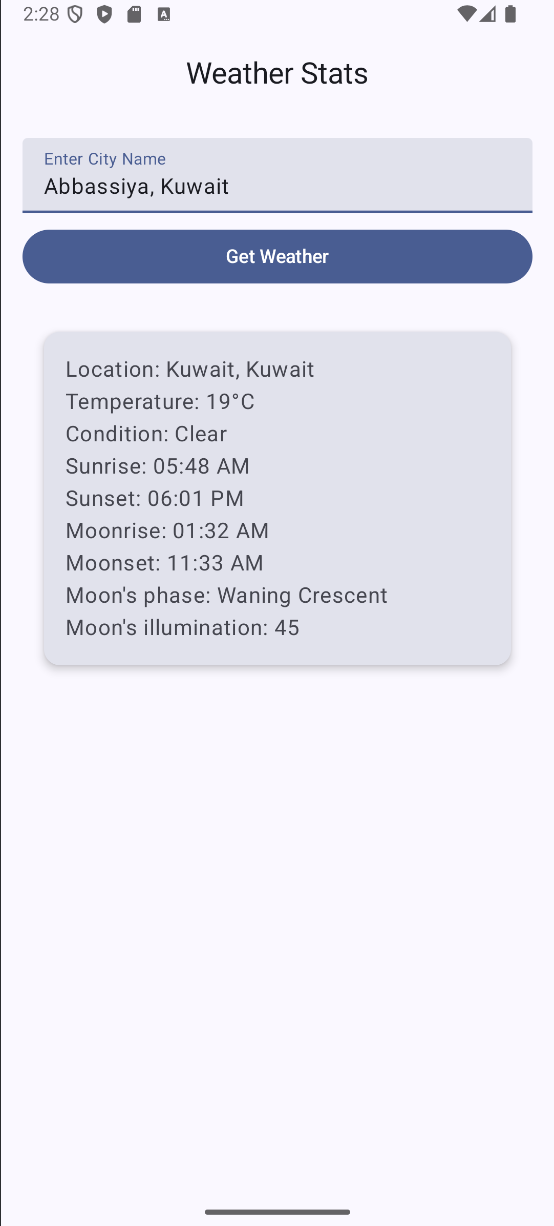 2:28
Weather Stats
Enter City Name
Abbassiya, Kuwait
Get Weather
Location: Kuwait, Kuwait
Temperature: 19°C
Condition: Clear
Sunrise: 05:48 AM
Sunset: 06:01 PM
Moonrise: 01:32 AM
Moonset: 11:33 AM
Moon's phase: Waning Crescent
Moon's illumination: 45